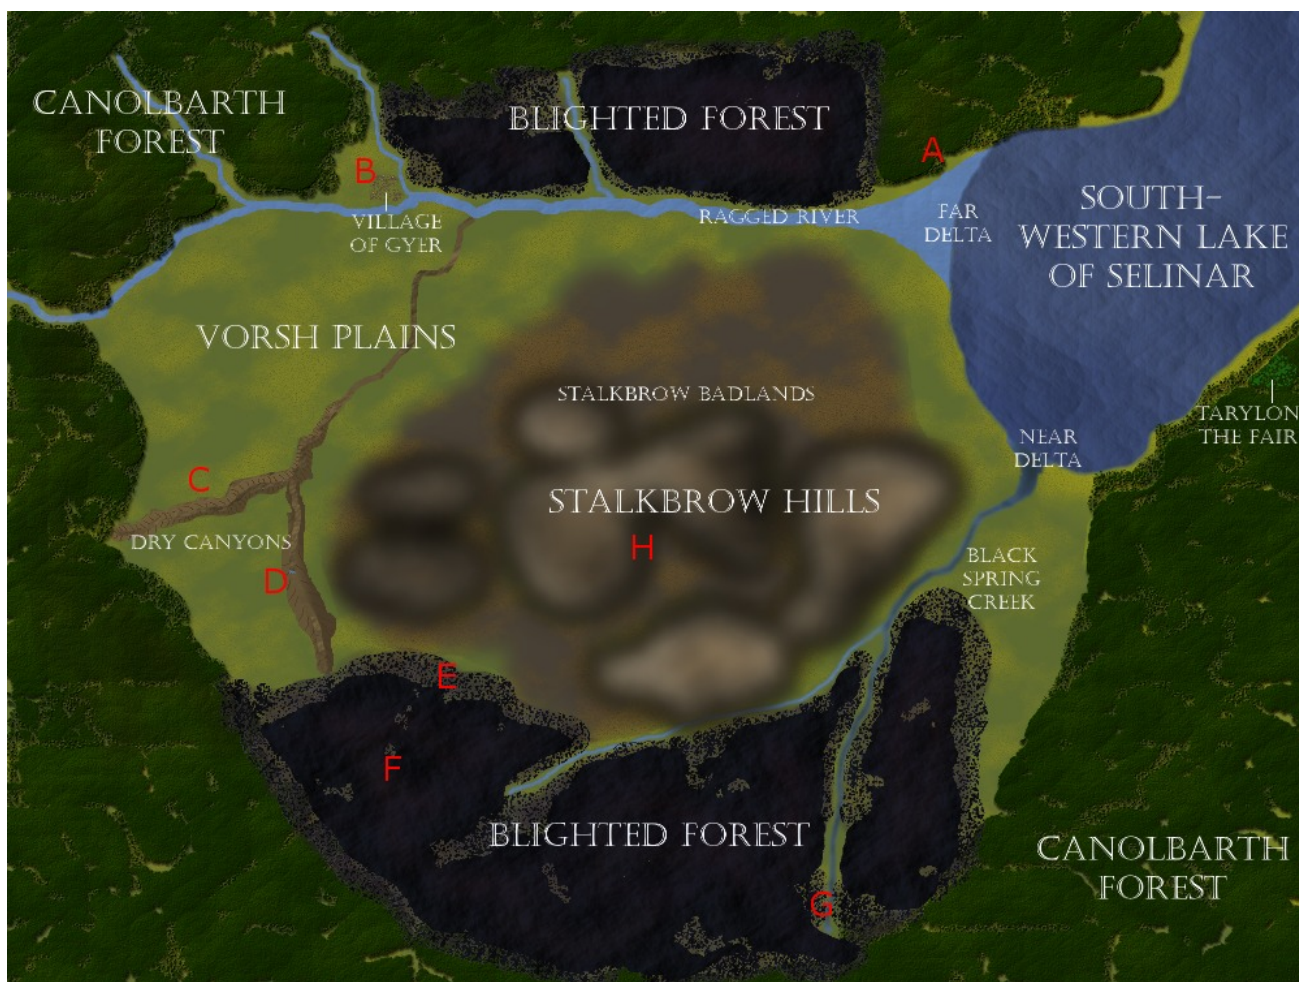 CANOLBARTH
FOREST
BLIGHTED FOREST
A
B
VILLAGE
OF GYER
RAGGED RIVER
FAR
DELTA
SOUTH-
WESTERN LAKE
OF SELINAR
VORSH PLAINS
STALKBROW BADLANDS
TARYLON
THE FAIR
NEAR
DELTA
C
STALKBROW HILLS
H
DRY CANYONS
D
BLACK
SPRING
CREEK
E
F
BLIGHTED FOREST
CANOLBARTH
FOREST
G